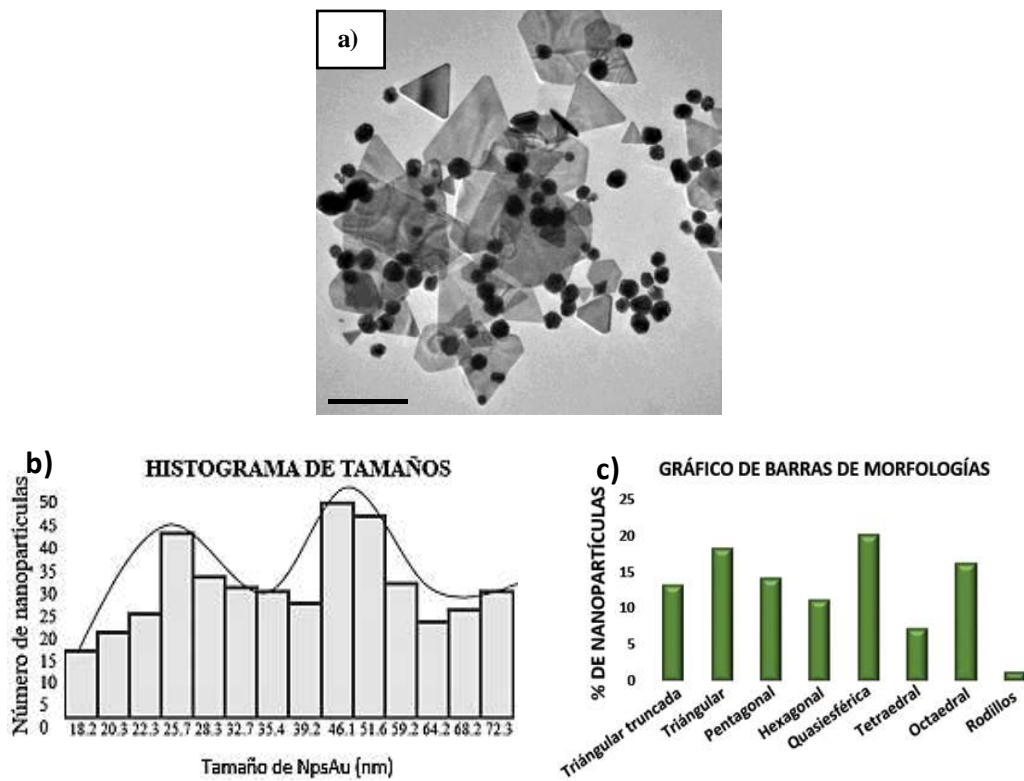 a)
b)
HISTOGRAMA DE TAMAÑOS
Número de nanoparticulas
50
45
40
35
30
25
20
15
10
5
0
18.2 20.3 22.3 25.7 28.3 32.7 35.4 39.2 46.1 51.6 59.2 64.2 68.2 72.3
Tamaño de NpsAu (nm)
c)
GRÁFICO DE BARRAS DE MORFOLOGÍAS
% DE NANOPARTÍCULAS
25
20
15
10
5
0
Triángular truncada
Triángular
Pentagonal
Hexagonal
Quasiesférica
Tetraedral
Octaedral
Rodillos